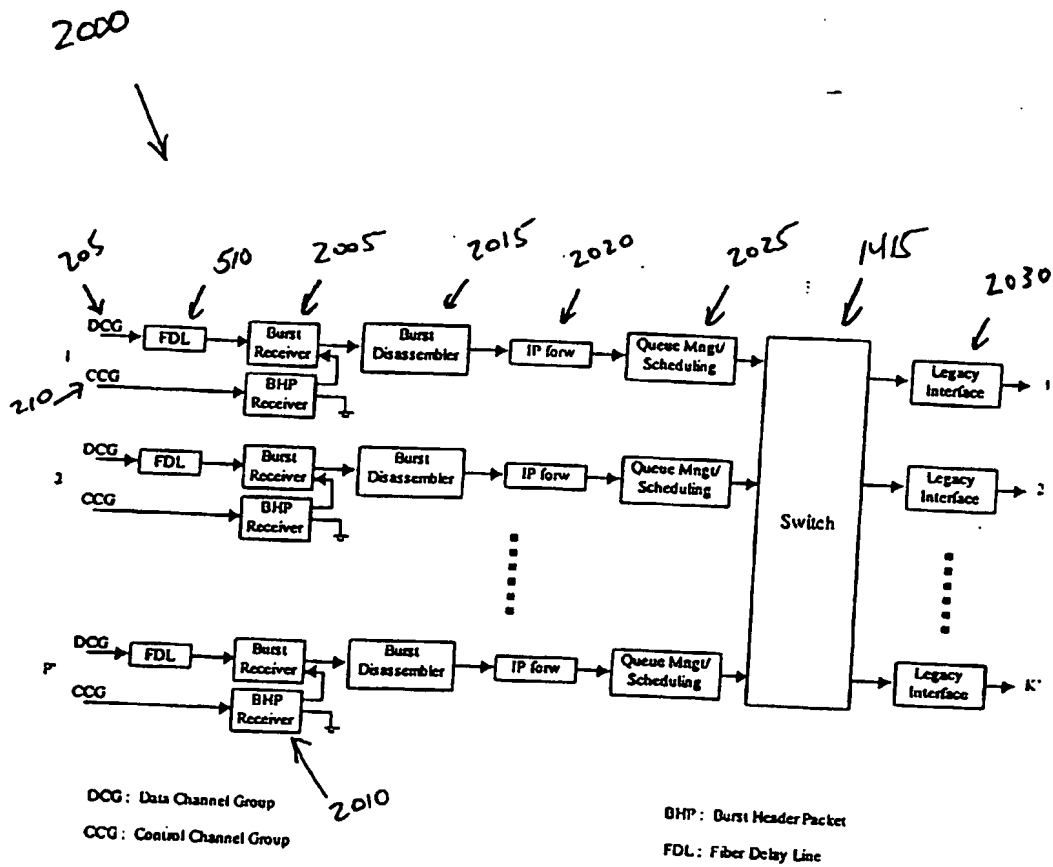 2000
205
510
2005
2015
2020
2025
1415
2030
DCG
FDL
Burst Receiver
Burst Disassembler
IP forw
Queue Mngt/ Scheduling
Legacy Interface
1
1
210
CCG
BHP Receiver
DCG
FDL
Burst Receiver
Burst Disassembler
IP forw
Queue Mngt/ Scheduling
Legacy Interface
2
2
CCG
BHP Receiver
Switch
DCG
FDL
Burst Receiver
Burst Disassembler
IP forw
Queue Mngt/ Scheduling
Legacy Interface
K'
P'
CCG
BHP Receiver
2010
DCG: Data Channel Group
CCG: Control Channel Group
BHP: Burst Header Packet
FDL: Fiber Delay Line